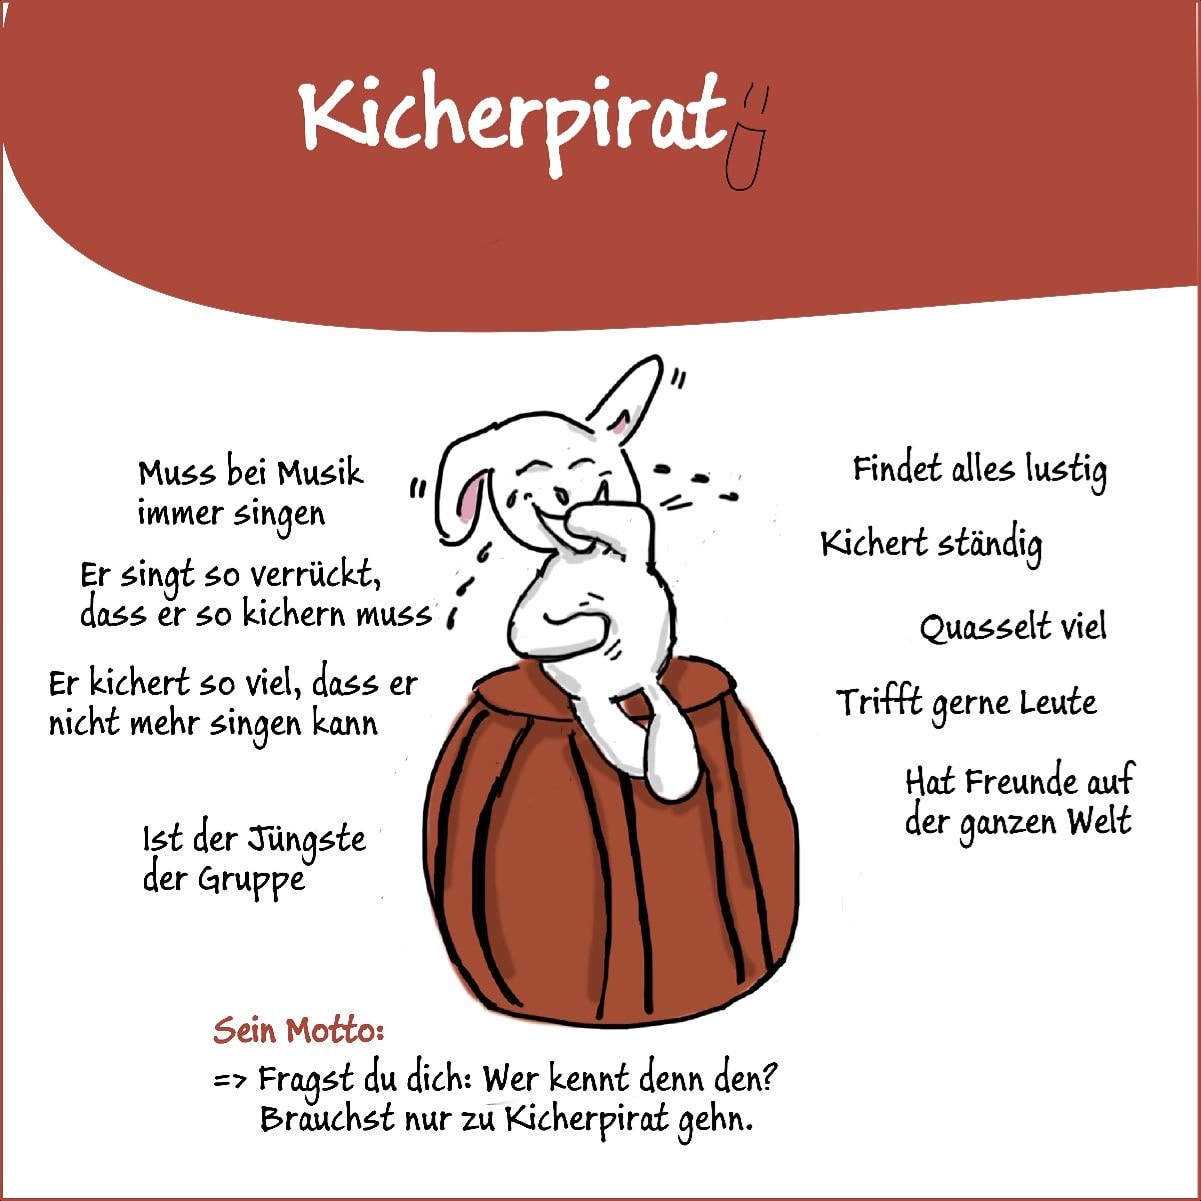 Kicherpirat
Muss bei Musik
immer singen
Er singt so verrückt,
dass er so kichern muss
Er kichert so viel, dass er
nicht mehr singen kann
Ist der Jüngste
der Gruppe
Findet alles lustig
Kichert ständig
Quasselt viel
Trifft gerne Leute
Hat Freunde auf
der ganzen Welt
Sein Motto:
=> Fragst du dich: Wer kennt denn den?
Brauchst nur zu Kicherpirat gehn.